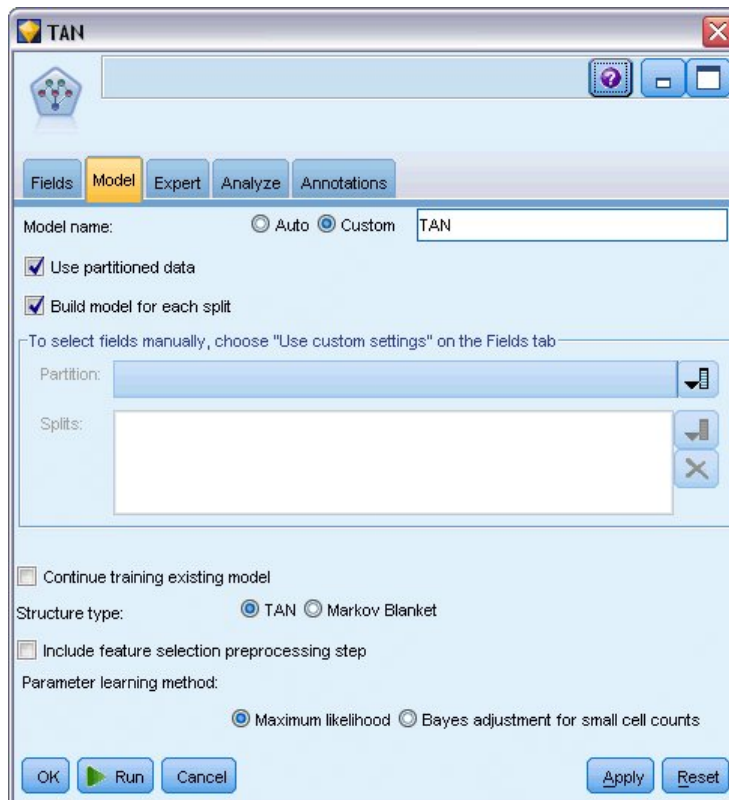 TAN
Fields Model Expert Analyze Annotations
Model name: Auto Custom TAN
Use partitioned data
Build model for each split
To select fields manually, choose "Use custom settings" on the Fields tab
Partition:
Splits:
Continue training existing model
Structure type: TAN Markov Blanket
Include feature selection preprocessing step
Parameter learning method:
Maximum likelihood Bayes adjustment for small cell counts
OK Run Cancel Apply Reset